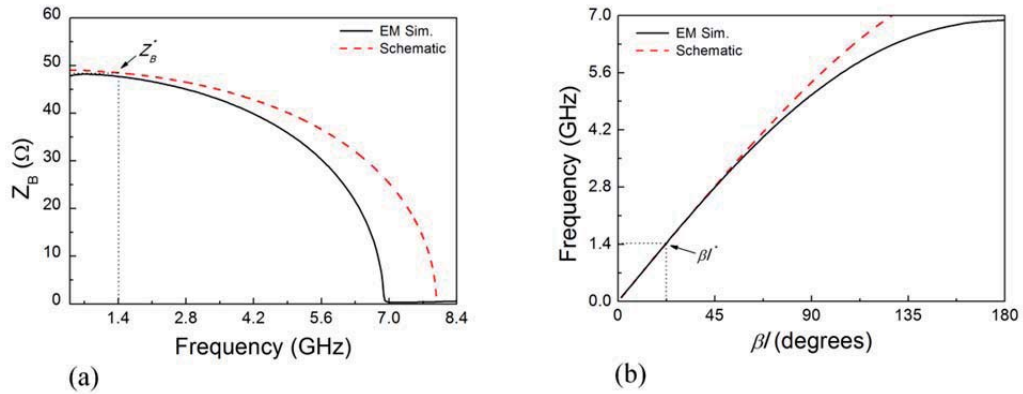 60
50
40
30
20
10
0
Z_B (Ω)
EM Sim.
Schematic
Z_B^*
1.4 2.8 4.2 5.6 7.0 8.4
Frequency (GHz)
(a)
7.0
5.6
4.2
2.8
1.4
0.0
Frequency (GHz)
EM Sim.
Schematic
βl^*
0 45 90 135 180
βl (degrees)
(b)